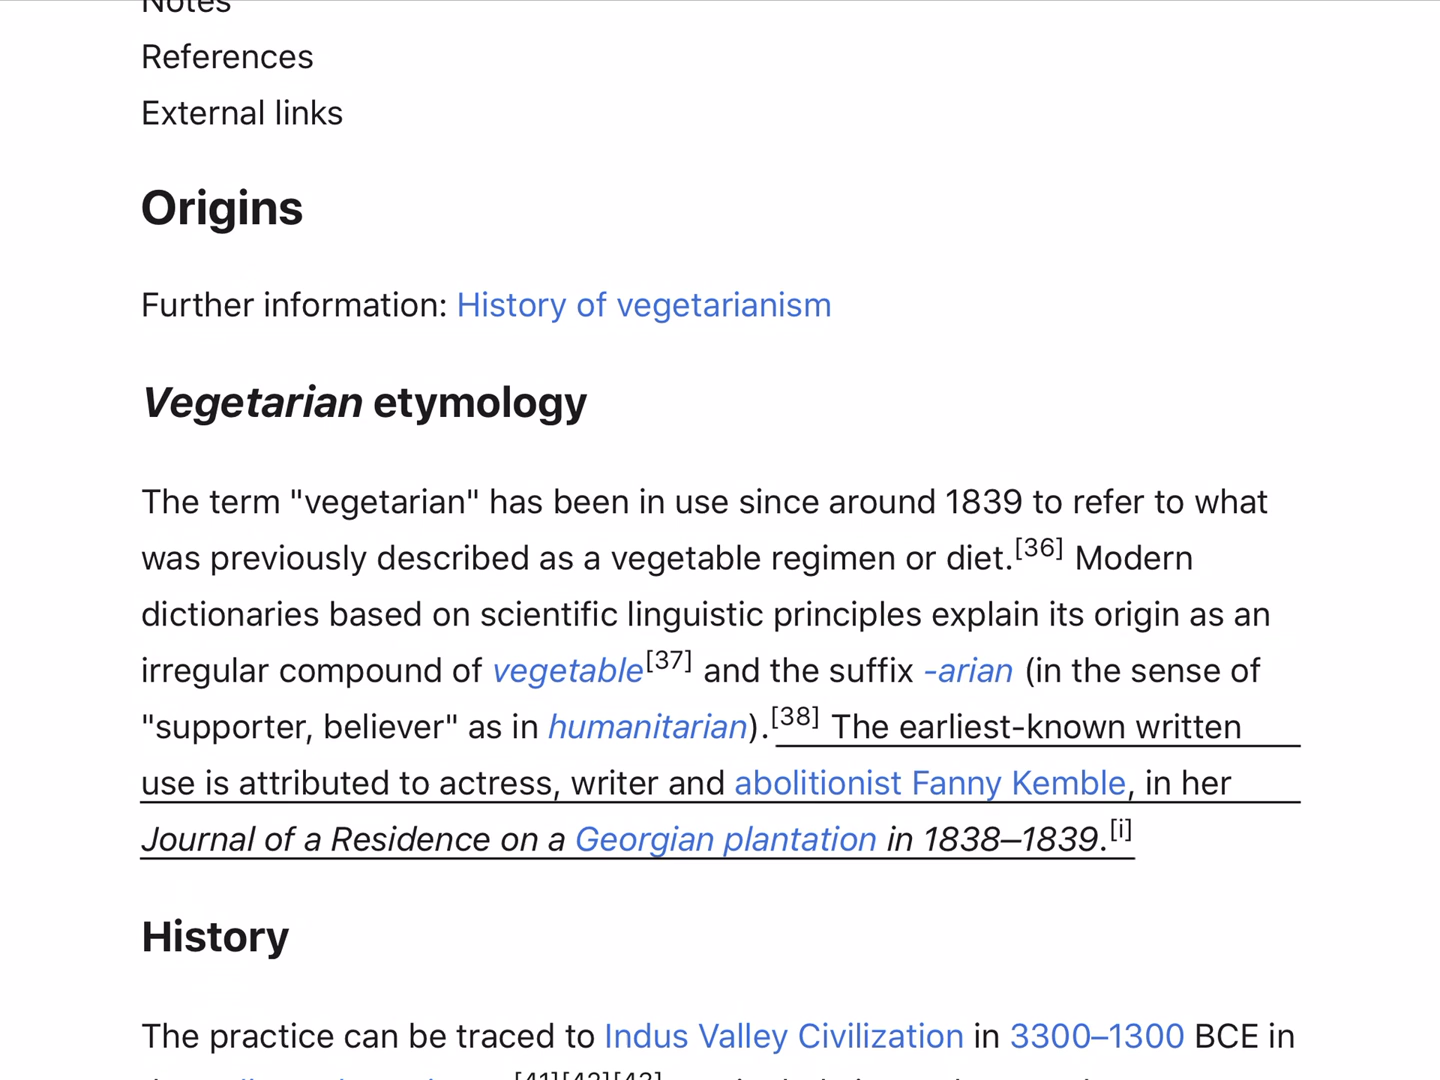 Notes
References
External links
Origins
Further information: History of vegetarianism
Vegetarian etymology
The term "vegetarian" has been in use since around 1839 to refer to what
was previously described as a vegetable regimen or diet.[36] Modern
dictionaries based on scientific linguistic principles explain its origin as an
irregular compound of vegetable[37] and the suffix -arian (in the sense of
"supporter, believer" as in humanitarian).[38] The earliest-known written
use is attributed to actress, writer and abolitionist Fanny Kemble, in her
Journal of a Residence on a Georgian plantation in 1838–1839.[i]
History
The practice can be traced to Indus Valley Civilization in 3300–1300 BCE in
[41][42][43]